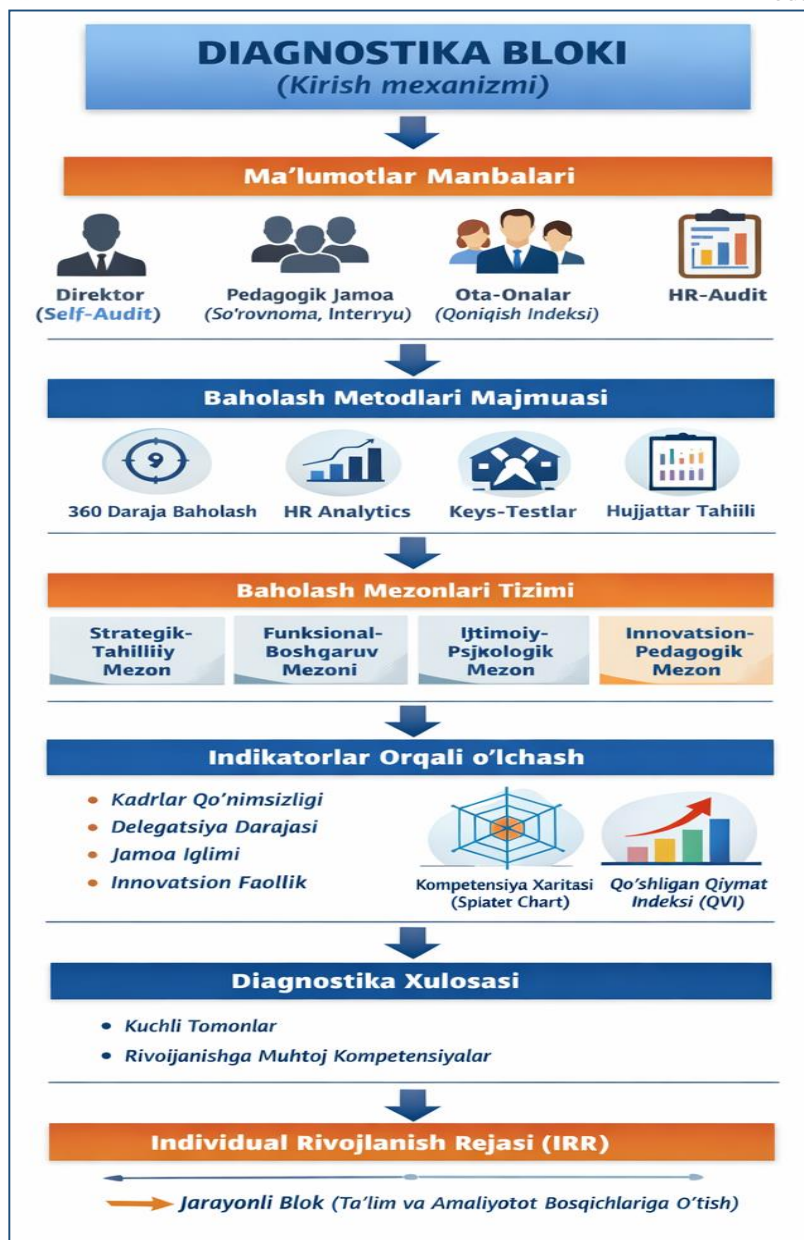 DIAGNOSTIKA BLOKI
(Kirish mexanizmi)
Ma'lumotlar Manbalari
Direktor
(Self-Audit)
Pedagogik Jamoa
(So'rovnoma, Interryu)
Ota-Onalar
(Qoniqish Indeksi)
HR-Audit
Baholash Metodlari Majmuasi
9
360 Daraja Baholash
HR Analytics
Keys-Testlar
Hujjattar Tahiili
Baholash Mezonlari Tizimi
Strategik-
Tahilliiy
Mezon
Funksional-
Boshqaruv
Mezoni
Psjkologik
Mezon
Innovatsion-
Pedagogik
Mezon
Indikatorlar Orqali o'lchash
• Kadrlar Qo'nimsizligi
• Delegatsiya Darajasi
• Jamoa Iqlimi
• Innovatsion Faollik
Kompetensiya Xaritasi
(Spiatet Chart)
Qo'shligan Qiymat
Indeksi (QVI)
Diagnostika Xulosasi
• Kuchli Tomonlar
• Rivoijanishga Muhtoj Kompetensiyalar
Individual Rivojlanish Rejasi (IRR)
Jarayonli Blok (Ta'lim va Amaliyotot Bosqichlariga O'tish)